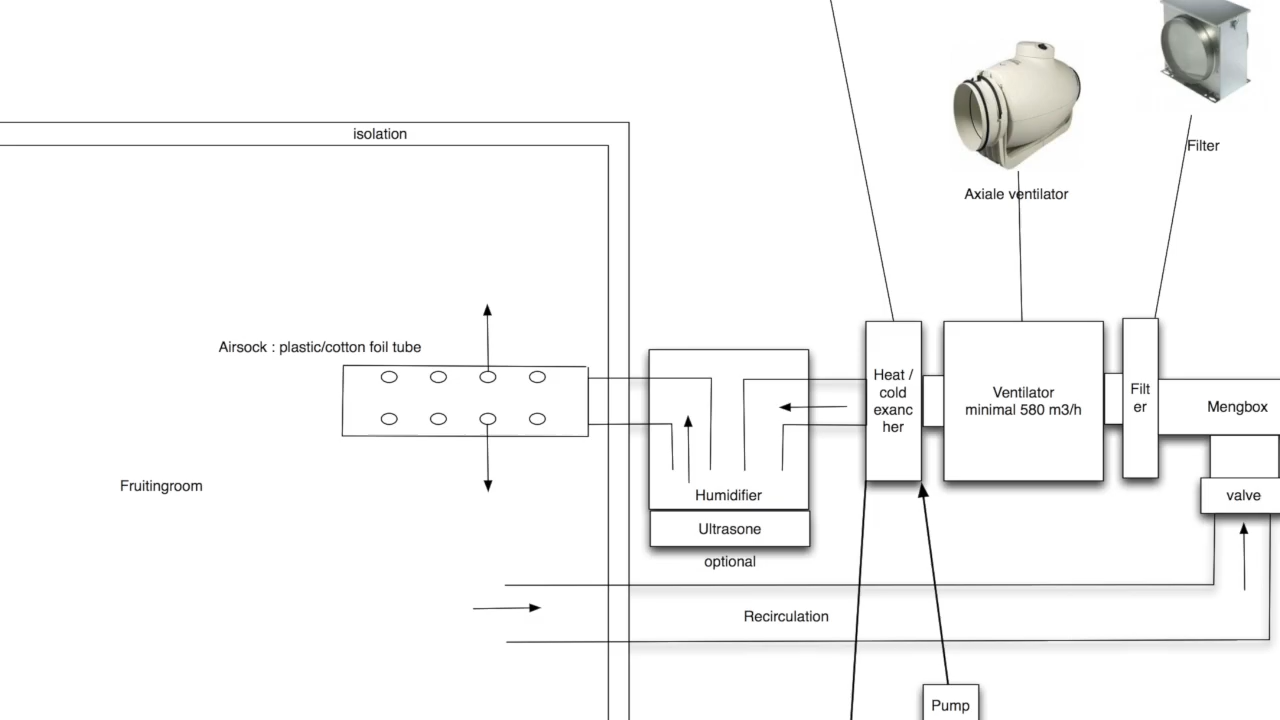 isolation
Filter
Axiale ventilator
Airsock : plastic/cotton foil tube
Heat /
cold
exanc
her
Ventilator
minimal 580 m3/h
Filt
er
Mengbox
Fruitingroom
Humidifier
valve
Ultrasone
optional
Recirculation
Pump